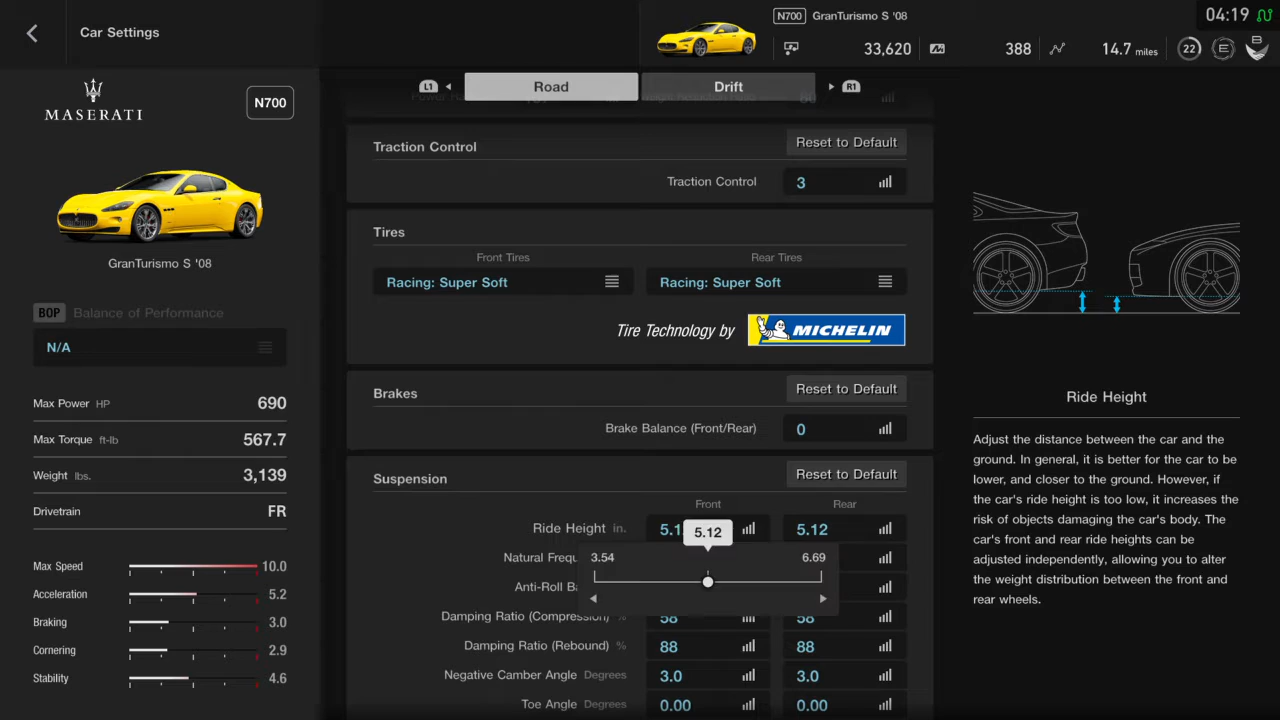 Car Settings
N700 GranTurismo S '08
33,620
388
14.7 miles
22
E
B
04:19
L1
Road
Drift
R1
MASERATI
N700
GranTurismo S '08
BOP Balance of Performance
N/A
Max Power HP 690
Max Torque ft-lb 567.7
Weight lbs. 3,139
Drivetrain FR
Max Speed 10.0
Acceleration 5.2
Braking 3.0
Cornering 2.9
Stability 4.6
Traction Control
Reset to Default
Traction Control 3
Tires
Front Tires
Rear Tires
Racing: Super Soft
Racing: Super Soft
Tire Technology by MICHELIN
Brakes
Reset to Default
Brake Balance (Front/Rear) 0
Suspension
Reset to Default
Front Rear
Ride Height in. 5.12
5.12
3.54 6.69
Damping Ratio (Compression) % 58 58
Damping Ratio (Rebound) % 88 88
Negative Camber Angle Degrees 3.0 3.0
Toe Angle Degrees 0.00 0.00
Ride Height
Adjust the distance between the car and the
ground. In general, it is better for the car to be
lower, and closer to the ground. However, if
the car's ride height is too low, it increases the
risk of objects damaging the car's body. The
car's front and rear ride heights can be
adjusted independently, allowing you to alter
the weight distribution between the front and
rear wheels.